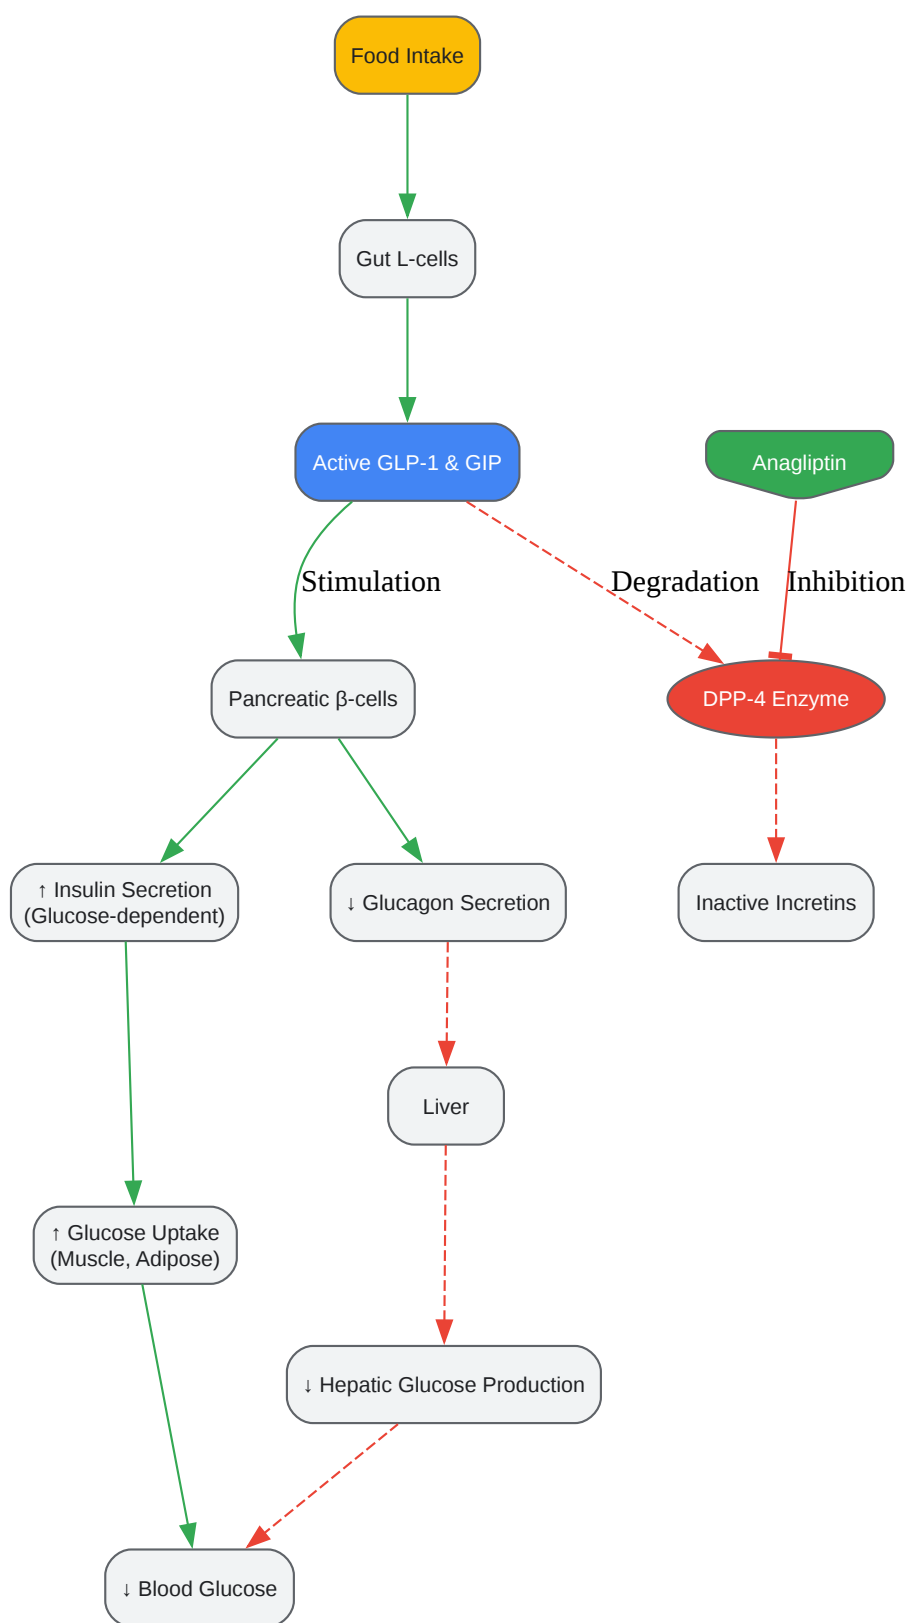 Food Intake
Gut L-cells
Active GLP-1 & GIP
Anagliptin
Stimulation
Degradation
Inhibition
Pancreatic β-cells
DPP-4 Enzyme
↑ Insulin Secretion
(Glucose-dependent)
↓ Glucagon Secretion
Inactive Incretins
Liver
↑ Glucose Uptake
(Muscle, Adipose)
↓ Hepatic Glucose Production
↓ Blood Glucose